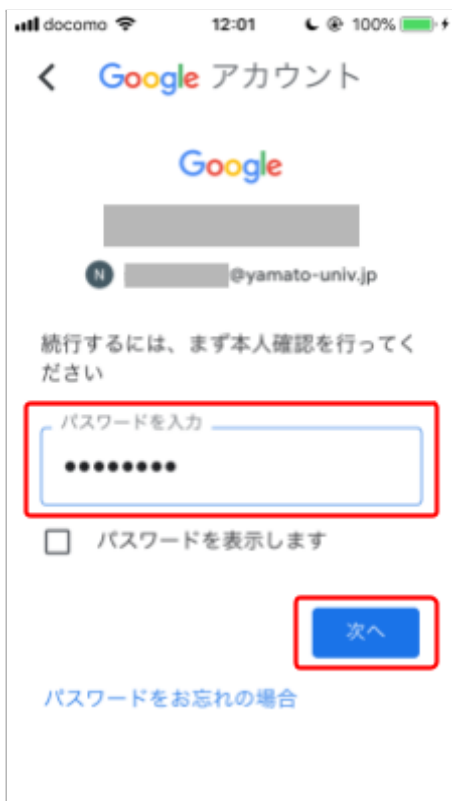 docomo 12:01 100%
Google アカウント
Google
N @yamato-univ.jp
続行するには、まず本人確認を行ってく
ださい
パスワードを入力
••••••••
パスワードを表示します
次へ
パスワードをお忘れの場合